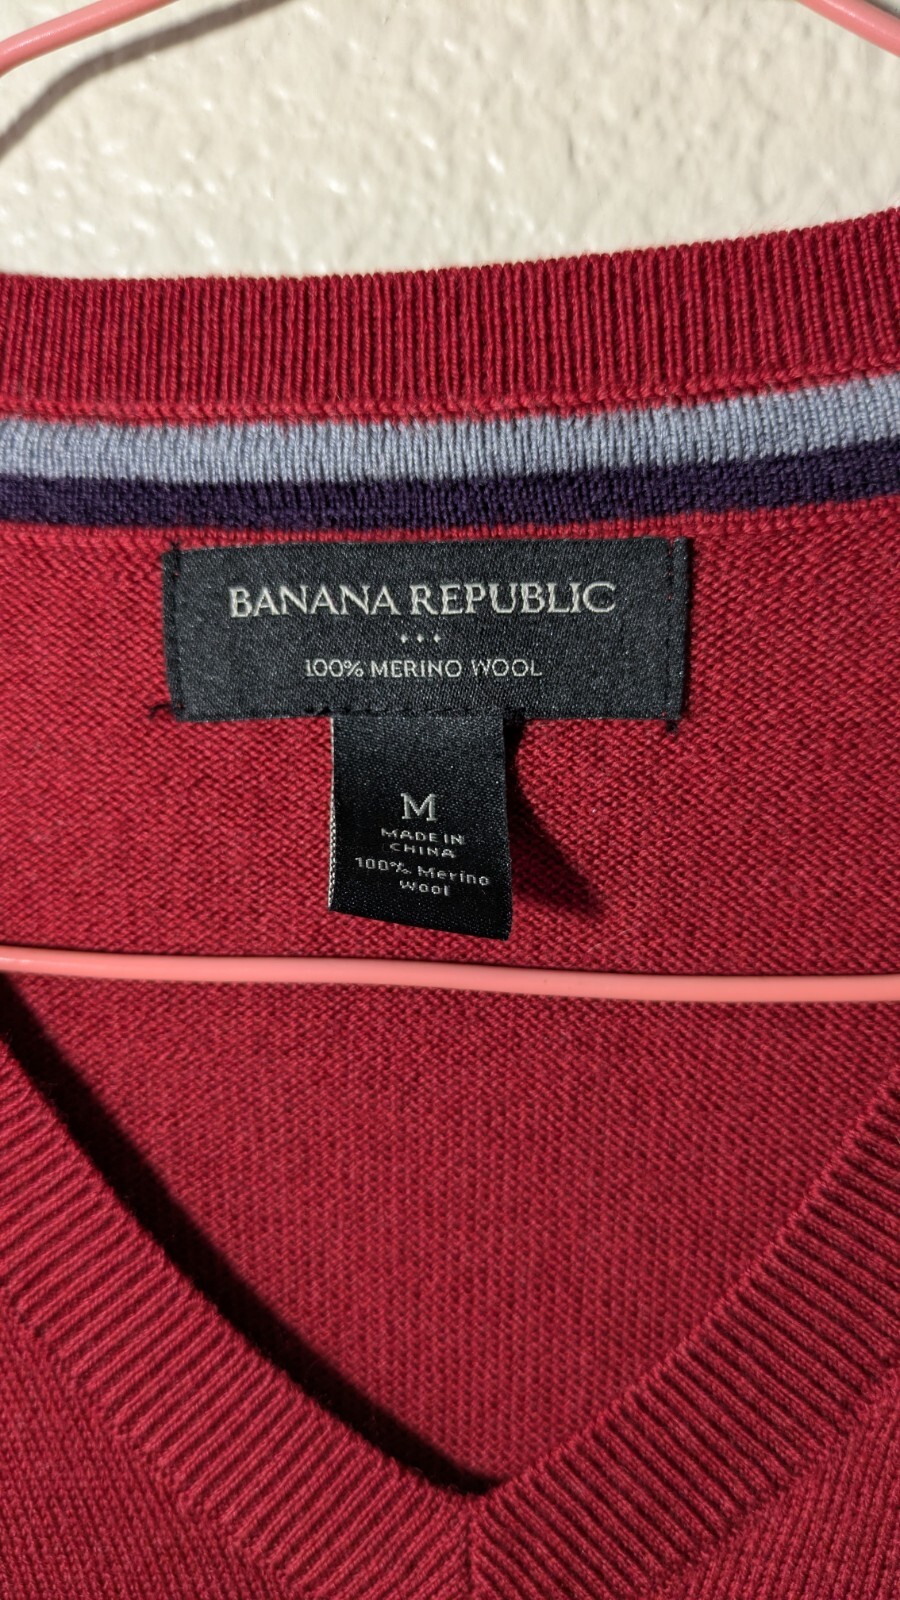 BANANA REPUBLIC
100% MERINO WOOL
M
MADE IN
CHINA
100% Merino
Wool